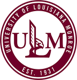 UNIVERSITY OF LOUISIANA MONROE
ULM
EST. 1931